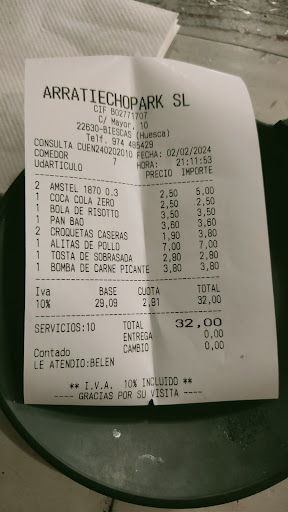 ARRATIECHOPARK SL
CIF B02771707
C/ Mayor, 10
22630-BIESCAS (Huesca)
Telf. 974 495429
CONSULTA CUEN240202010 FECHA: 02/02/2024
COMEDOR 7 HORA: 21:11:53
UdARTICULO PRECIO IMPORTE
2 AMSTEL 1870 0.3 2,50 5,00
1 COCA COLA ZERO 2,50 2,50
1 BOLA DE RISOTTO 3,50 3,50
1 PAN BAO 3,60 3,60
2 CROQUETAS CASERAS 1,90 3,80
1 ALITAS DE POLLO 7,00 7,00
1 TOSTA DE SOBRASADA 2,80 2,80
1 BOMBA DE CARNE PICANTE 3,80 3,80
Iva BASE CUOTA TOTAL
10% 29,09 2,91 32,00
SERVICIOS:10 TOTAL 32,00
ENTREGA 0,00
Contado CAMBIO 0,00
LE ATENDIO:BELEN
** I.V.A. 10% INCLUIDO **
---- GRACIAS POR SU VISITA ----